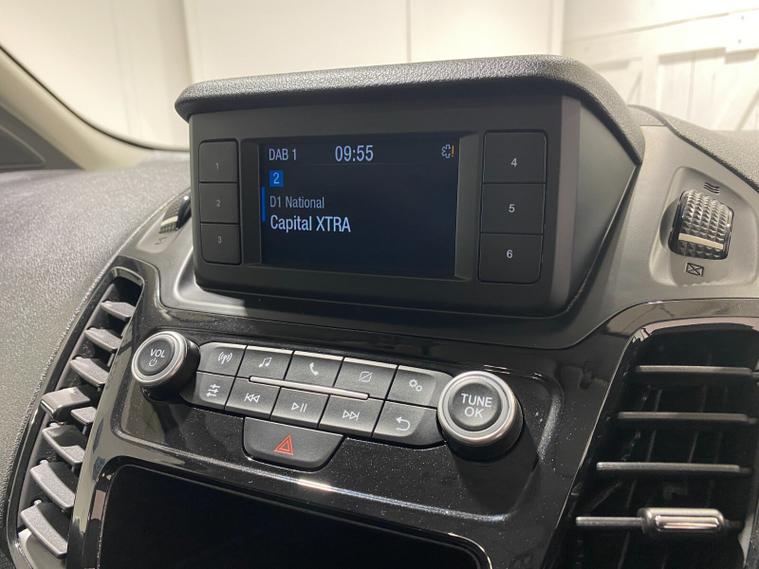 DAB 1 09:55
2
D1 National
Capital XTRA
1
2
3
4
5
6
VOL
TUNE
OK